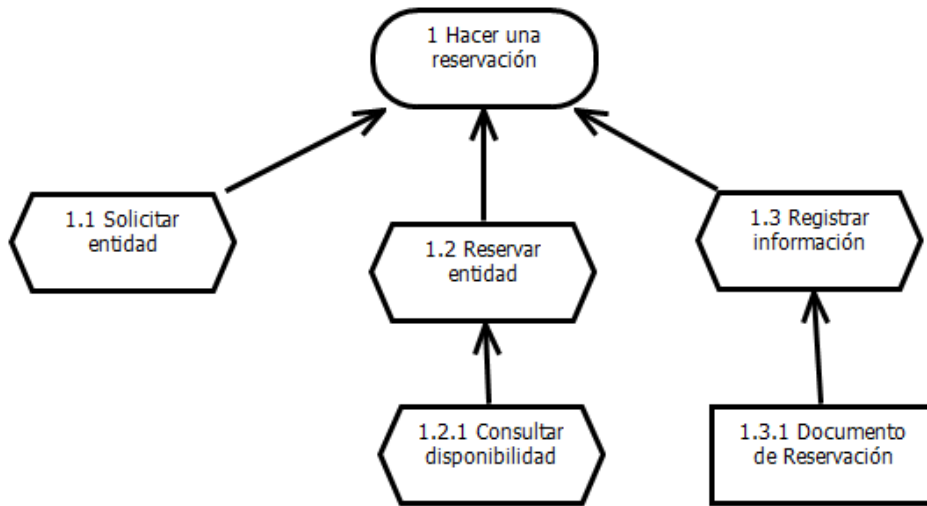 1 Hacer una
reservación
1.1 Solicitar
entidad
1.2 Reservar
entidad
1.3 Registrar
información
1.2.1 Consultar
disponibilidad
1.3.1 Documento
de Reservación